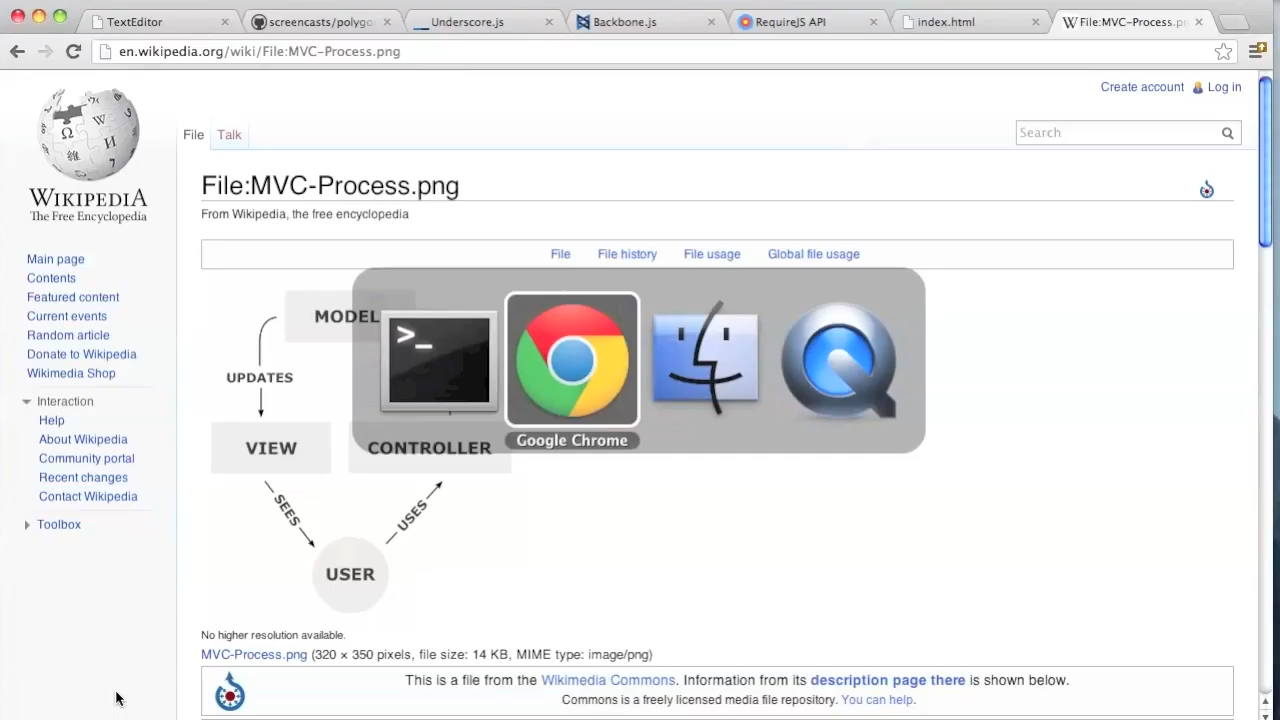 TextEditor
screencasts/polygo
Underscore.js
Backbone.js
RequireJS API
index.html
File:MVC-Process.p
en.wikipedia.org/wiki/File:MVC-Process.png
Create account
Log in
WIKIPEDIA
The Free Encyclopedia
File
Talk
Search
File:MVC-Process.png
From Wikipedia, the free encyclopedia
File
File history
File usage
Global file usage
Main page
Contents
Featured content
Current events
Random article
Donate to Wikipedia
Wikimedia Shop
Interaction
Help
About Wikipedia
Community portal
Recent changes
Contact Wikipedia
Toolbox
MODEL
UPDATES
VIEW
CONTROLLER
SEES
USES
USER
>_
Google Chrome
No higher resolution available.
MVC-Process.png (320 × 350 pixels, file size: 14 KB, MIME type: image/png)
This is a file from the Wikimedia Commons. Information from its description page there is shown below.
Commons is a freely licensed media file repository. You can help.